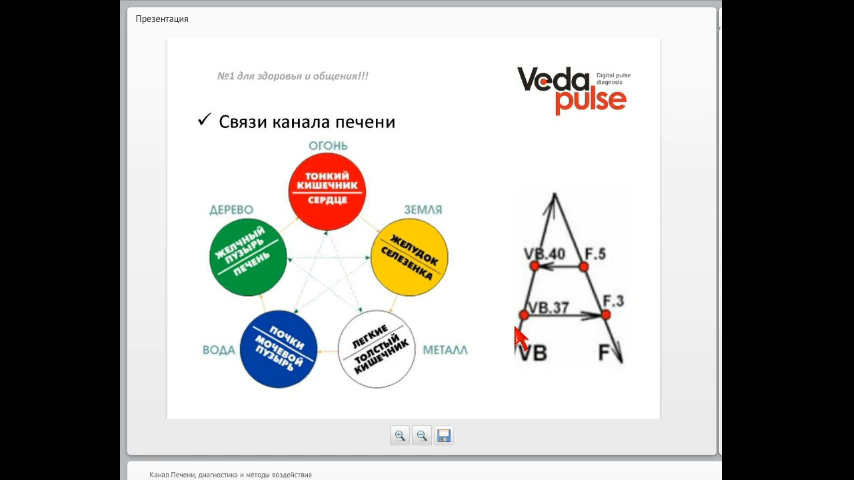 Презентация
№1 для здоровья и общения!!!
Veda
pulse
Digital pulse
diagnosis
✓ Связи канала печени
ОГОНЬ
ТОНКИЙ
КИШЕЧНИК
СЕРДЦЕ
ДЕРЕВО
ЖЕЛЧНЫЙ
ПУЗЫРЬ
ПЕЧЕНЬ
ЗЕМЛЯ
ЖЕЛУДОК
СЕЛЕЗЕНКА
ВОДА
ПОЧКИ
МОЧЕВОЙ
ПУЗЫРЬ
ЛЕГКИЕ
ТОЛСТЫЙ
КИШЕЧНИК
МЕТАЛЛ
VB.40
F.5
VB.37
F.3
VB
F
Канал Печени, диагностика и методы воздействия